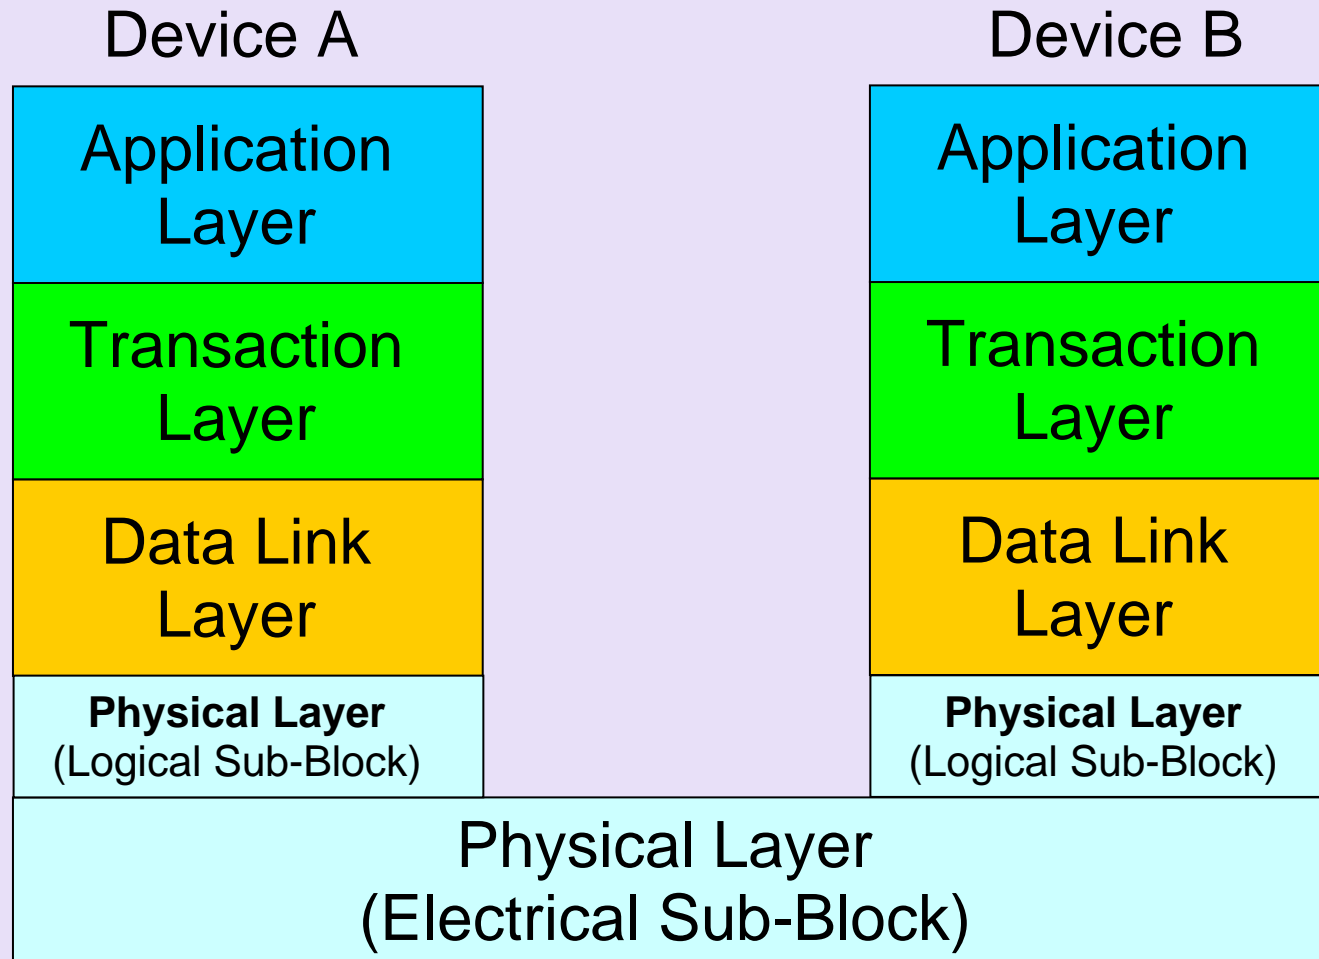 Device A
Device B
Application
Layer
Application
Layer
Transaction
Layer
Transaction
Layer
Data Link
Layer
Data Link
Layer
Physical Layer
(Logical Sub-Block)
Physical Layer
(Logical Sub-Block)
Physical Layer
(Electrical Sub-Block)